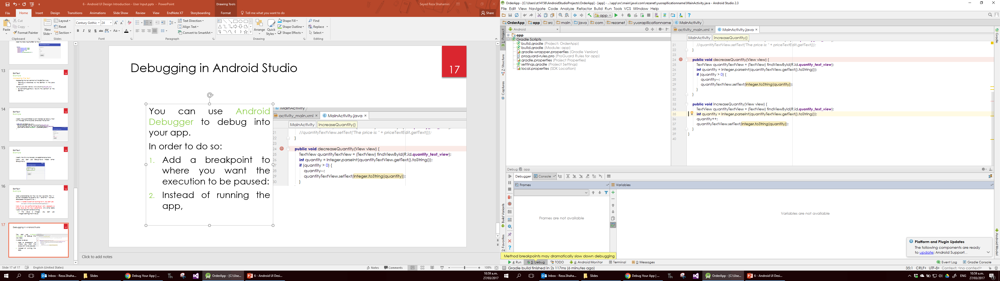 6 - Android UI Design Introduction - User Input.pptx - PowerPoint
Drawing Tools
Seyed Reza Shahamiri
File Home Insert Design Transitions Animations Slide Show Review View EndNote X7 Storyboarding Format Tell me what you want to do Share
Paste
Cut
Copy
Format Painter
Clipboard
New Slide
Layout
Reset
Section
Slides
Century Gothic 24
Font
Text Direction
Align Text
Convert to SmartArt
Paragraph
Arrange
Quick Styles
Shape Fill
Shape Outline
Shape Effects
Drawing
Find
Replace
Select
Editing
13
14
15
16
17
Debugging in Android Studio
17
You can use Android
Debugger to debug into
your app.
In order to do so:
1. Add a breakpoint to
where you want the
execution to be paused:
2. Instead of running the
app,
MainActivity
activity_main.xml MainActivity.java
MainActivity increaseQuantity()
21 //quantityTextView.setText("The price is: " + priceTextEdit.getText());
22 }
24 public void decreaseQuantity(View view) {
TextView quantityTextView = (TextView) findViewById(R.id.quantity_text_view);
int quantity = Integer.parseInt(quantityTextView.getText().toString());
if (quantity > 0) {
quantity--;
quantityTextView.setText(Integer.toString(quantity));
30 }
Click to add notes
Slide 17 of 17 English (United States) Notes Comments 108%
Inbox - Reza.Shaha... Slides Debug Your App | ... OrderApp - [C:\Use... 6 - Android UI Desi...
10:59 a.m.
27/03/2017
OrderApp - [C:\Users\st14156\AndroidStudioProjects\OrderApp] - [app] - ...\app\src\main\java\com\rezanet\yuorapllicationname\MainActivity.java - Android Studio 2.3
File Edit View Navigate Code Analyze Refactor Build Run Tools VCS Window Help
app
OrderApp app src main java com rezanet yuorapllicationname MainActivity
Android
activity_main.xml MainActivity.java
MainActivity increaseQuantity()
app
Gradle Scripts
build.gradle (Project: OrderApp)
build.gradle (Module: app)
gradle-wrapper.properties (Gradle Version)
proguard-rules.pro (ProGuard Rules for app)
gradle.properties (Project Properties)
settings.gradle (Project Settings)
local.properties (SDK Location)
1: Project
7: Structure
Captures
Build Variants
2: Favorites
Gradle
Android Model
21 //quantityTextView.setText("The price is: " + priceTextEdit.getText());
22 }
23
24 public void decreaseQuantity(View view) {
25 TextView quantityTextView = (TextView) findViewById(R.id.quantity_text_view);
26 int quantity = Integer.parseInt(quantityTextView.getText().toString());
27 if (quantity > 0) {
28 quantity--;
29 quantityTextView.setText(Integer.toString(quantity));
30 }
31 }
32
33 public void increaseQuantity(View view) {
34 TextView quantityTextView = (TextView) findViewById(R.id.quantity_text_view);
35 int quantity = Integer.parseInt(quantityTextView.getText().toString());
36 quantity++;
37 quantityTextView.setText(Integer.toString(quantity));
38 }
39 }
40
Debug app
Debugger Console
Frames
Variables
Frames are not available
Variables are not available
Platform and Plugin Updates
The following components are ready
to update: Android Support...
Method breakpoints may dramatically slow down debugging
4: Run 5: Debug TODO 6: Android Monitor Terminal 0: Messages Event Log Gradle Console
Gradle build finished in 2s 117ms (6 minutes ago) 35:1 CRLF UTF-8 Context: <no context>
Inbox - Reza.Shaha... Slides Debug Your App | ... OrderApp - [C:\Use... 6 - Android UI Desi... ENG
10:59 a.m.
27/03/2017